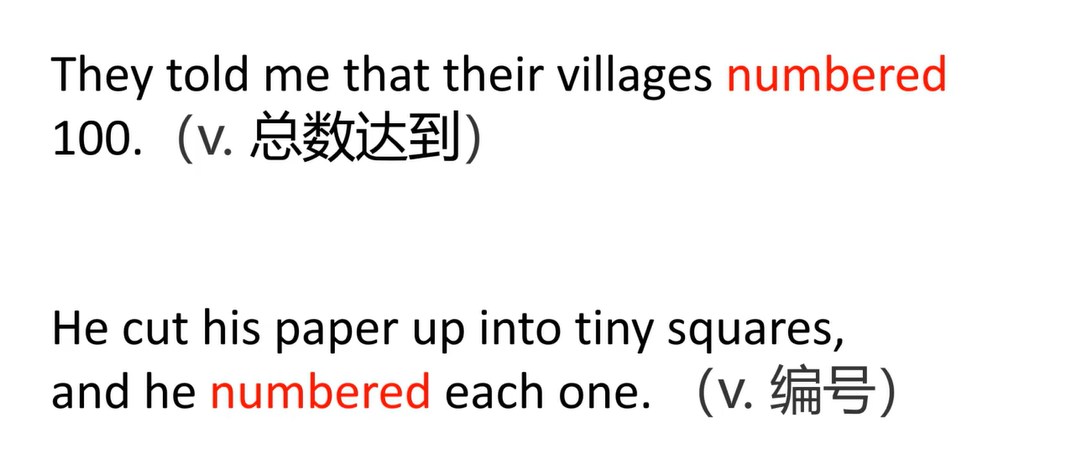 They told me that their villages numbered
100. (v. 总数达到)
He cut his paper up into tiny squares,
and he numbered each one. (v. 编号)